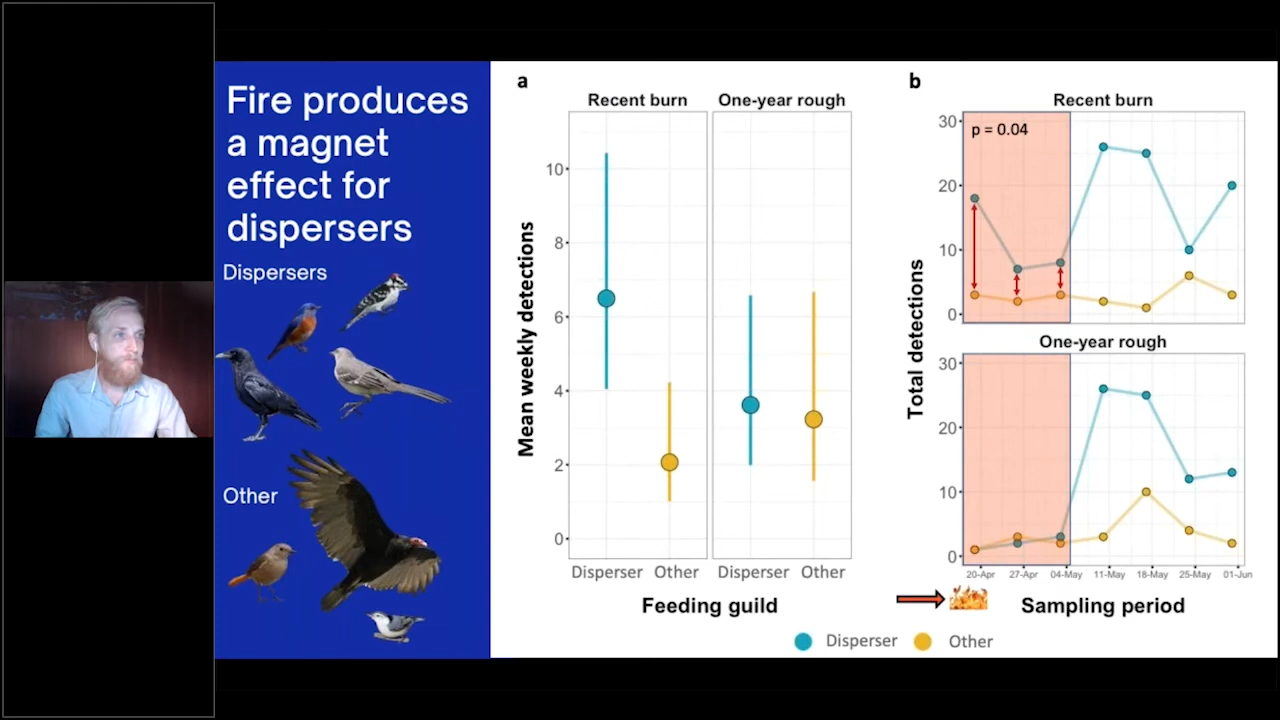 Fire produces
a magnet
effect for
dispersers
Dispersers
Other
a
Recent burn
One-year rough
Mean weekly detections
10
8
6
4
2
0
Disperser
Other
Disperser
Other
Feeding guild
b
Recent burn
p = 0.04
30
20
10
0
One-year rough
Total detections
30
20
10
0
20-Apr
27-Apr
04-May
11-May
18-May
25-May
01-Jun
Sampling period
Disperser
Other